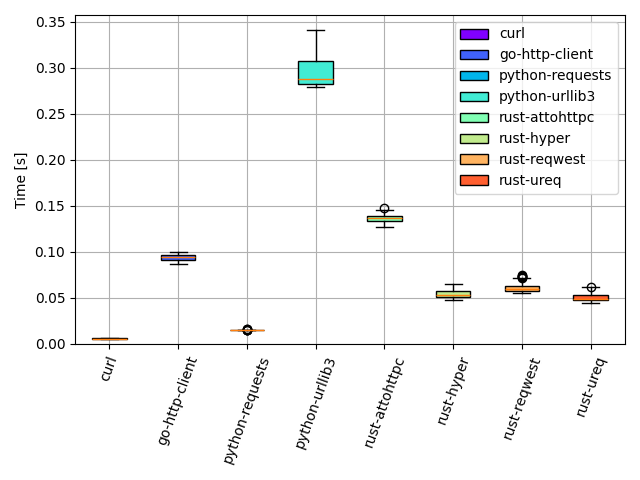 0.35
0.30
0.25
0.20
0.15
0.10
0.05
0.00
Time [s]
curl
go-http-client
python-requests
python-urllib3
rust-attohttpc
rust-hyper
rust-reqwest
rust-ureq
curl
go-http-client
python-requests
python-urllib3
rust-attohttpc
rust-hyper
rust-reqwest
rust-ureq